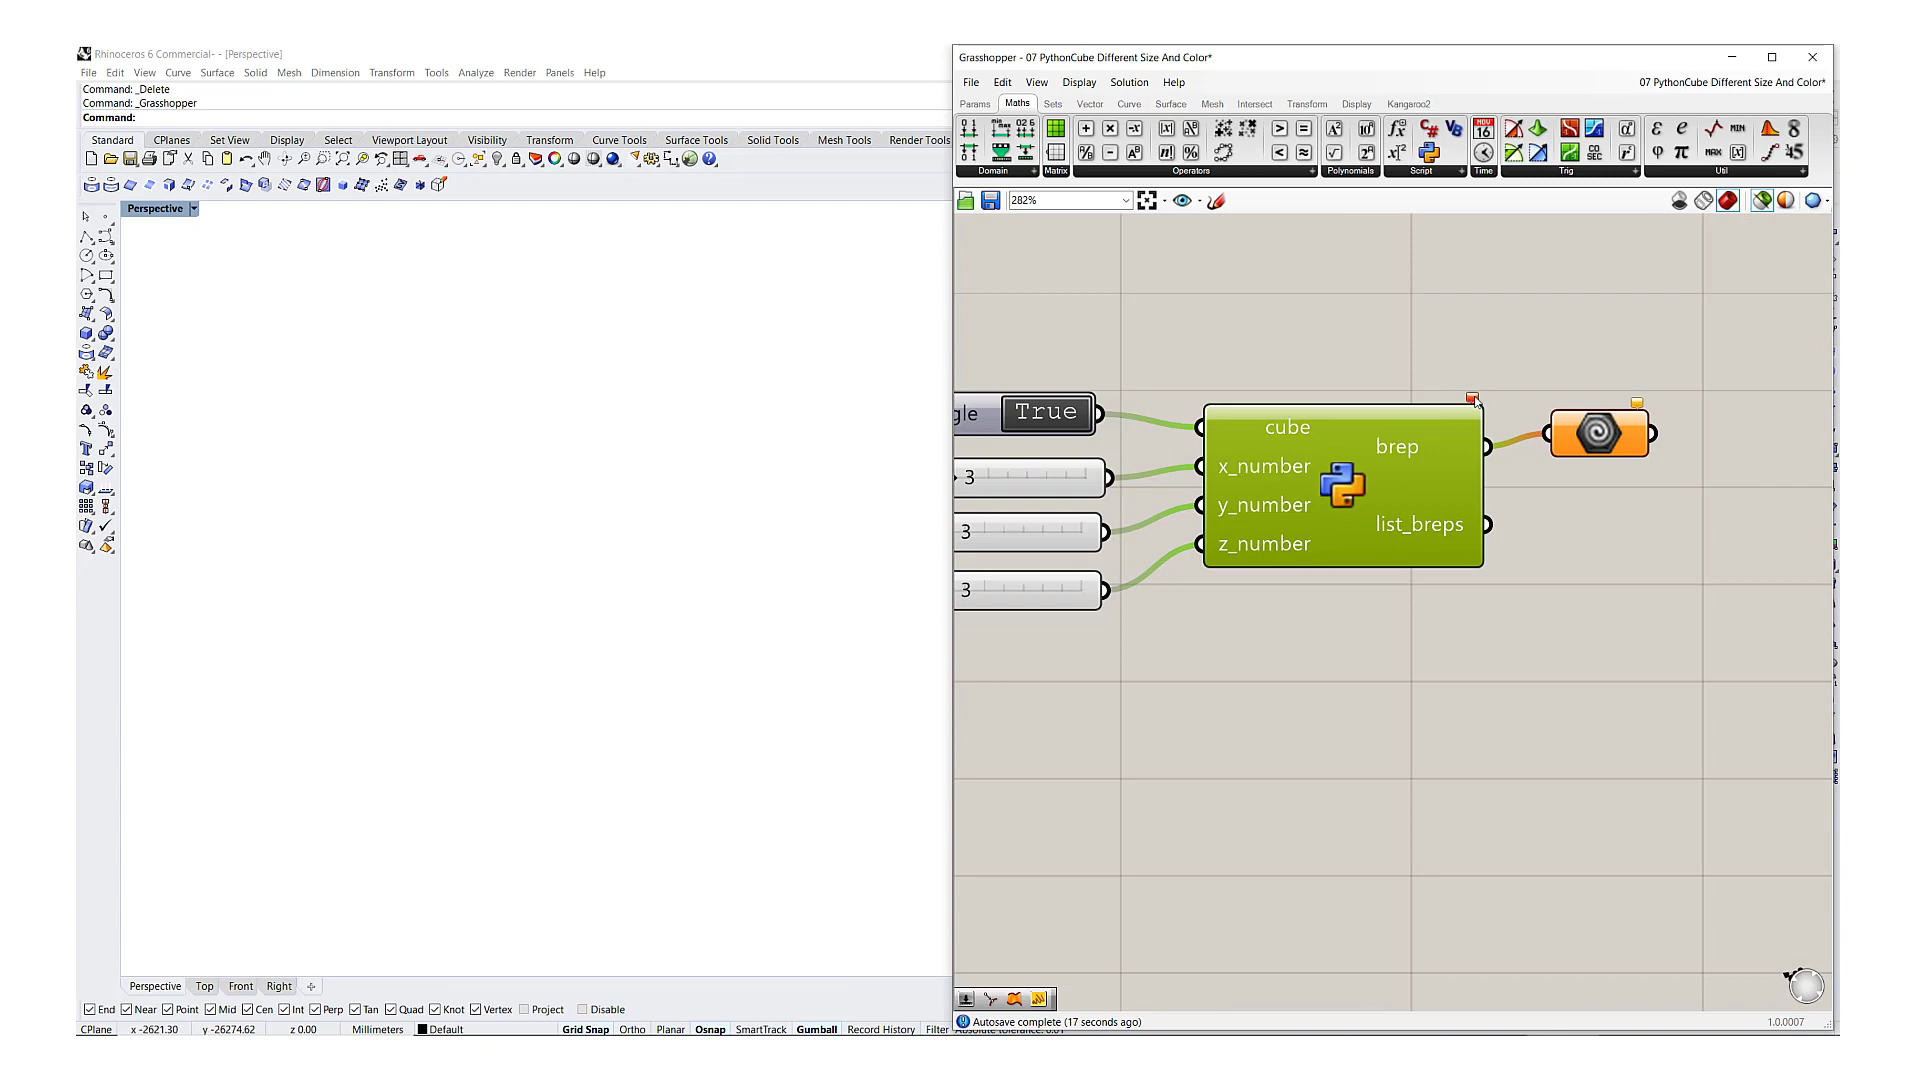 Rhinoceros 6 Commercial- - [Perspective]
File Edit View Curve Surface Solid Mesh Dimension Transform Tools Analyze Render Panels Help
Command: _Delete
Command: _Grasshopper
Command:
Standard CPlanes Set View Display Select Viewport Layout Visibility Transform Curve Tools Surface Tools Solid Tools Mesh Tools Render Tools
Perspective
Perspective Top Front Right
End Near Point Mid Cen Int Perp Tan Quad Knot Vertex Project Disable
CPlane x -2621.30 y -26274.62 z 0.00 Millimeters Default Grid Snap Ortho Planar Osnap SmartTrack Gumball Record History Filter
Grasshopper - 07 PythonCube Different Size And Color*
File Edit View Display Solution Help 07 PythonCube Different Size And Color*
Params Maths Sets Vector Curve Surface Mesh Intersect Transform Display Kangaroo2
Domain Matrix Operators Polynomials Script Time Trig Util
282%
gle True
3
3
3
cube
x_number
y_number
z_number
brep
list_breps
Autosave complete (17 seconds ago) 1.0.0007